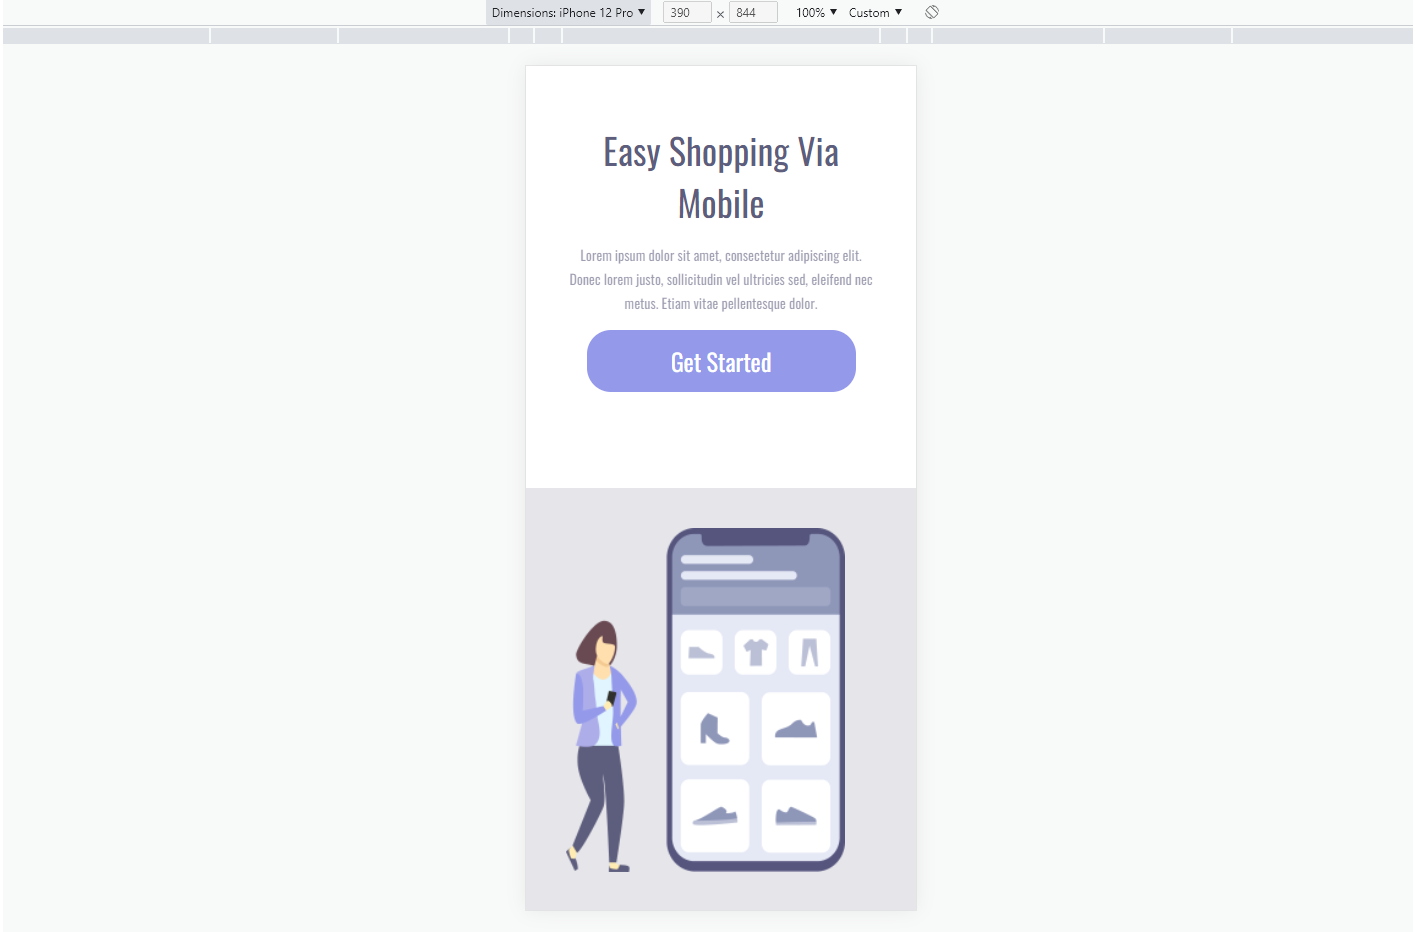 Dimensions: iPhone 12 Pro ▼ 390 × 844 100% ▼ Custom ▼
Easy Shopping Via
Mobile
Lorem ipsum dolor sit amet, consectetur adipiscing elit.
Donec lorem justo, sollicitudin vel ultricies sed, eleifend nec
metus. Etiam vitae pellentesque dolor.
Get Started